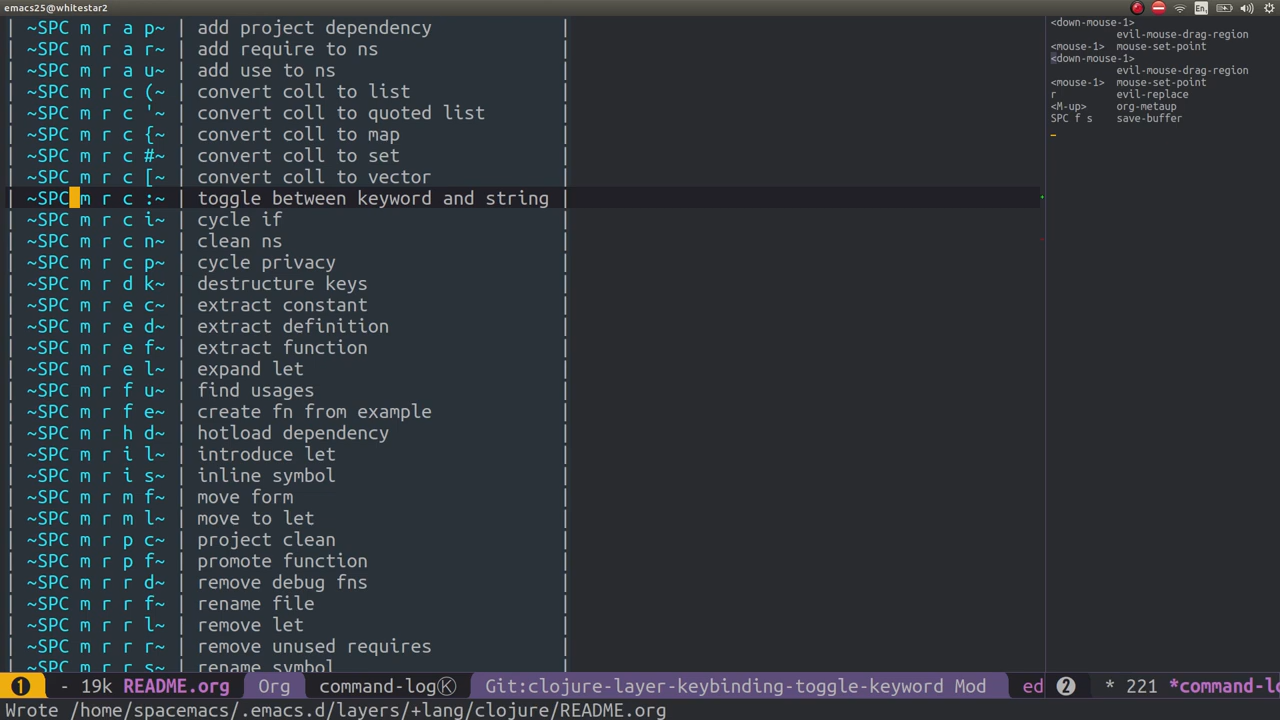 emacs25@whitestar2
En
| ~SPC m r a p~ | add project dependency |
| ~SPC m r a r~ | add require to ns |
| ~SPC m r a u~ | add use to ns |
| ~SPC m r c (~ | convert coll to list |
| ~SPC m r c '~ | convert coll to quoted list |
| ~SPC m r c {~ | convert coll to map |
| ~SPC m r c #~ | convert coll to set |
| ~SPC m r c [~ | convert coll to vector |
| ~SPC m r c :~ | toggle between keyword and string |
| ~SPC m r c i~ | cycle if |
| ~SPC m r c n~ | clean ns |
| ~SPC m r c p~ | cycle privacy |
| ~SPC m r d k~ | destructure keys |
| ~SPC m r e c~ | extract constant |
| ~SPC m r e d~ | extract definition |
| ~SPC m r e f~ | extract function |
| ~SPC m r e l~ | expand let |
| ~SPC m r f u~ | find usages |
| ~SPC m r f e~ | create fn from example |
| ~SPC m r h d~ | hotload dependency |
| ~SPC m r i l~ | introduce let |
| ~SPC m r i s~ | inline symbol |
| ~SPC m r m f~ | move form |
| ~SPC m r m l~ | move to let |
| ~SPC m r p c~ | project clean |
| ~SPC m r p f~ | promote function |
| ~SPC m r r d~ | remove debug fns |
| ~SPC m r r f~ | rename file |
| ~SPC m r r l~ | remove let |
| ~SPC m r r r~ | remove unused requires |
| ~SPC m r r s~ | rename symbol |
<down-mouse-1>
evil-mouse-drag-region
<mouse-1> mouse-set-point
<down-mouse-1>
evil-mouse-drag-region
<mouse-1> mouse-set-point
r evil-replace
<M-up> org-metaup
SPC f s save-buffer
① - 19k README.org Org command-logⓀ Git:clojure-layer-keybinding-toggle-keyword Mod ed ② * 221 *command-lo
Wrote /home/spacemacs/.emacs.d/layers/+lang/clojure/README.org